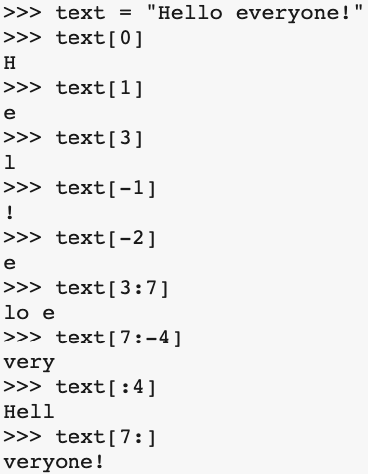 >>> text = "Hello everyone!"
>>> text[0]
H
>>> text[1]
e
>>> text[3]
l
>>> text[-1]
!
>>> text[-2]
e
>>> text[3:7]
lo e
>>> text[7:-4]
very
>>> text[:4]
Hell
>>> text[7:]
veryone!